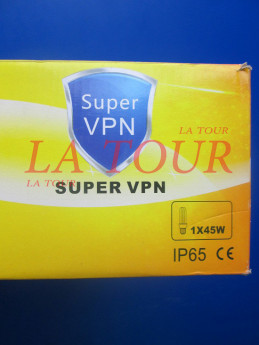 Super
VPN
LA TOUR
LA TOUR
LA TOUR
SUPER VPN
1X45W
IP65 CE